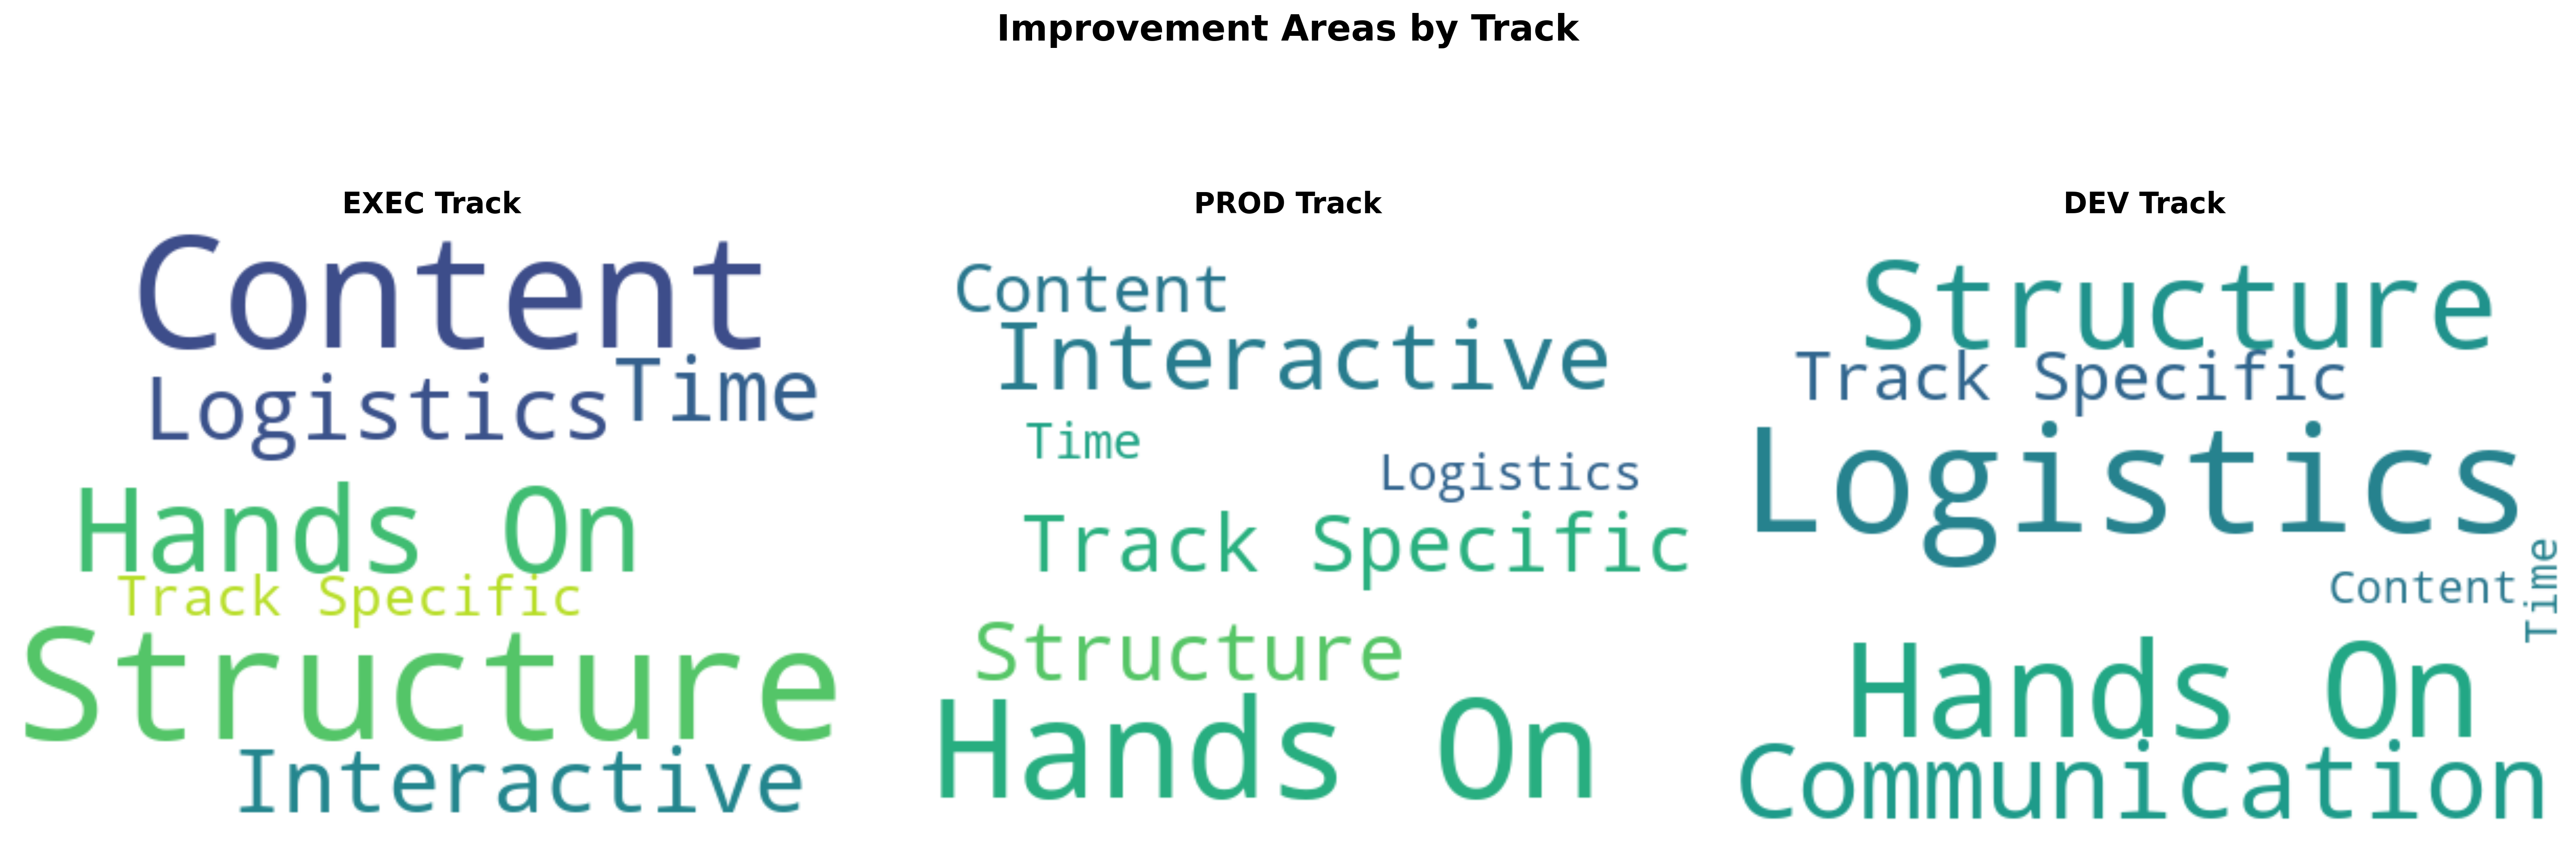 Improvement Areas by Track
EXEC Track
Content
Time
Logistics
Hands On
Track Specific
Structure
Interactive
PROD Track
Content
Interactive
Time
Logistics
Track Specific
Structure
Hands On
DEV Track
Structure
Track Specific
Logistics
Time
Content
Hands On
Communication